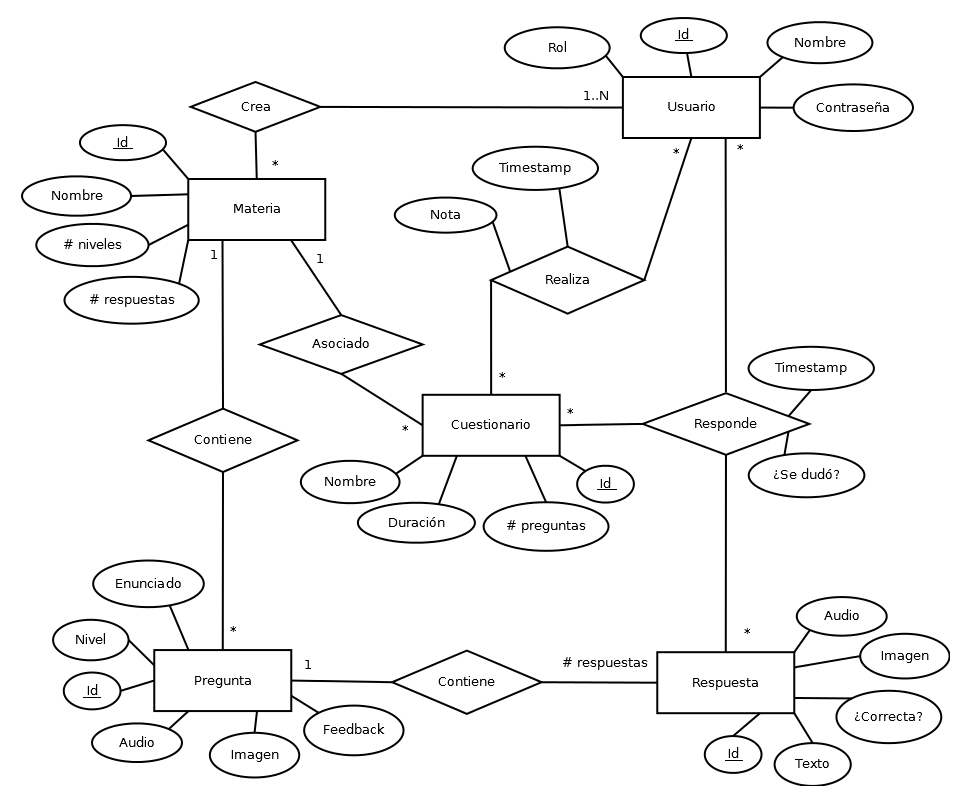 Rol
Id
Nombre
Crea
1..N
Usuario
Contraseña
Id
*
*
*
Timestamp
Nombre
Materia
Nota
# niveles
1
1
# respuestas
Realiza
Asociado
Timestamp
*
*
*
Contiene
Cuestionario
Responde
Nombre
Id
¿Se dudó?
Duración
# preguntas
Enunciado
Audio
Nivel
*
*
Imagen
1
# respuestas
Id
Pregunta
Contiene
Respuesta
¿Correcta?
Feedback
Audio
Imagen
Id
Texto